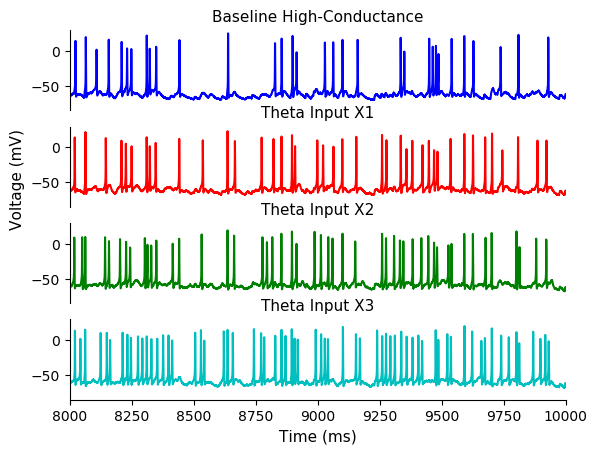 Baseline High-Conductance
0
−50
Theta Input X1
0
−50
Theta Input X2
0
−50
Theta Input X3
0
−50
Voltage (mV)
8000 8250 8500 8750 9000 9250 9500 9750 10000
Time (ms)